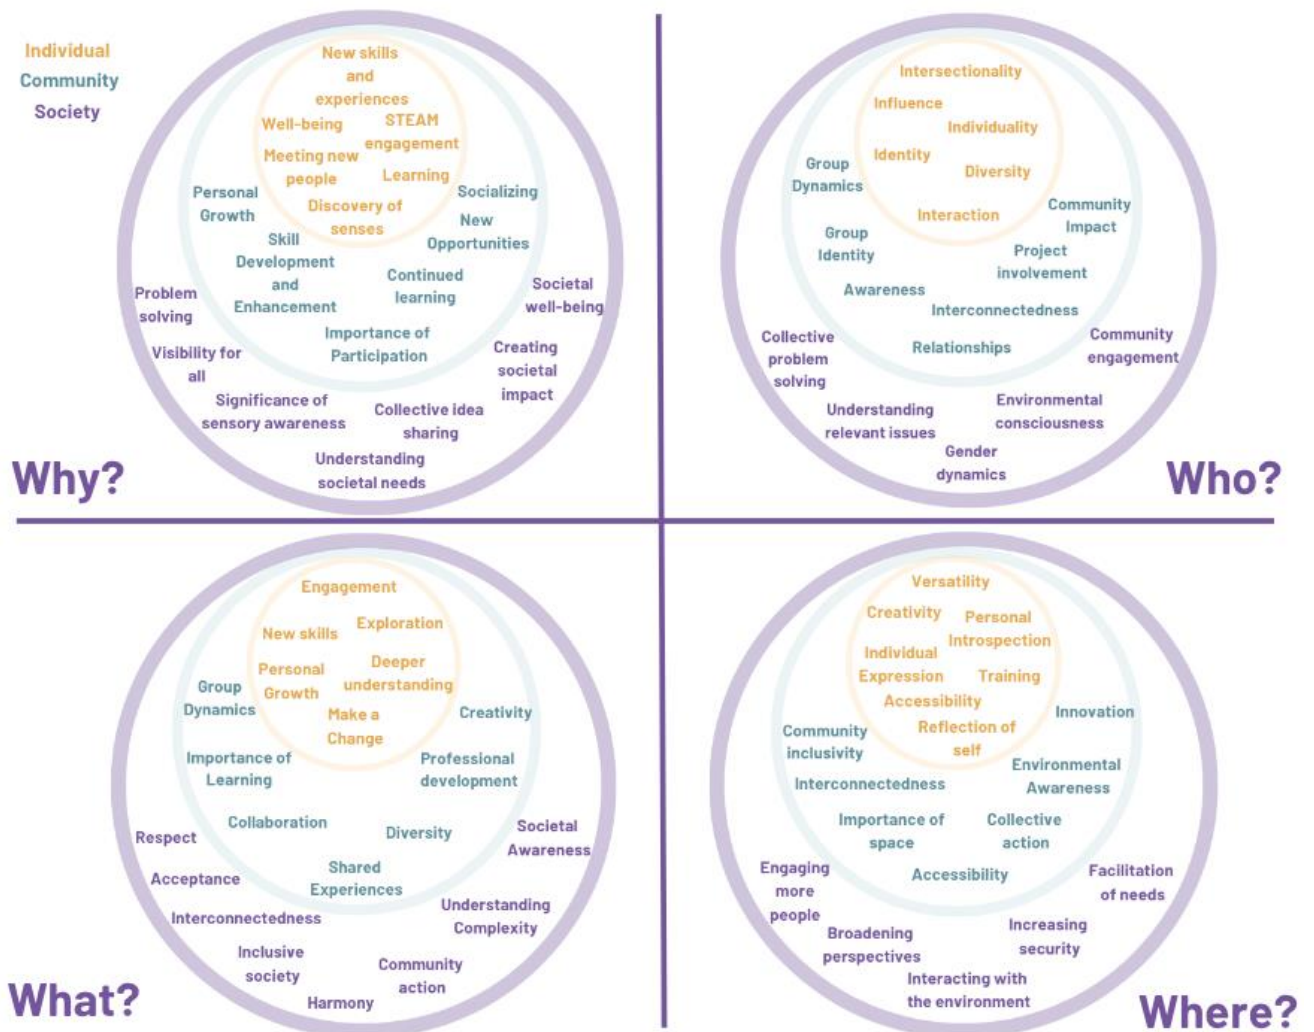 Individual
Community
Society
New skills
and
experiences
Well-being
STEAM
engagement
Meeting new
people
Learning
Discovery of
senses
Personal
Growth
Socializing
New
Opportunities
Skill
Development
and
Enhancement
Continued
learning
Importance of
Participation
Problem
solving
Societal
well-being
Visibility for
all
Creating
societal
impact
Significance of
sensory awareness
Collective idea
sharing
Understanding
societal needs
Why?
Intersectionality
Influence
Individuality
Identity
Diversity
Interaction
Group
Dynamics
Community
Impact
Group
Identity
Project
involvement
Awareness
Interconnectedness
Relationships
Collective
problem
solving
Community
engagement
Understanding
relevant issues
Environmental
consciousness
Gender
dynamics
Who?
Engagement
New skills
Exploration
Personal
Growth
Deeper
understanding
Make a
Change
Group
Dynamics
Creativity
Importance of
Learning
Professional
development
Collaboration
Diversity
Shared
Experiences
Respect
Societal
Awareness
Acceptance
Interconnectedness
Understanding
Complexity
Inclusive
society
Community
action
Harmony
What?
Versatility
Creativity
Personal
Introspection
Individual
Expression
Training
Accessibility
Reflection of
self
Innovation
Community
inclusivity
Environmental
Awareness
Interconnectedness
Importance of
space
Collective
action
Accessibility
Engaging
more
people
Facilitation
of needs
Broadening
perspectives
Increasing
security
Interacting with
the environment
Where?